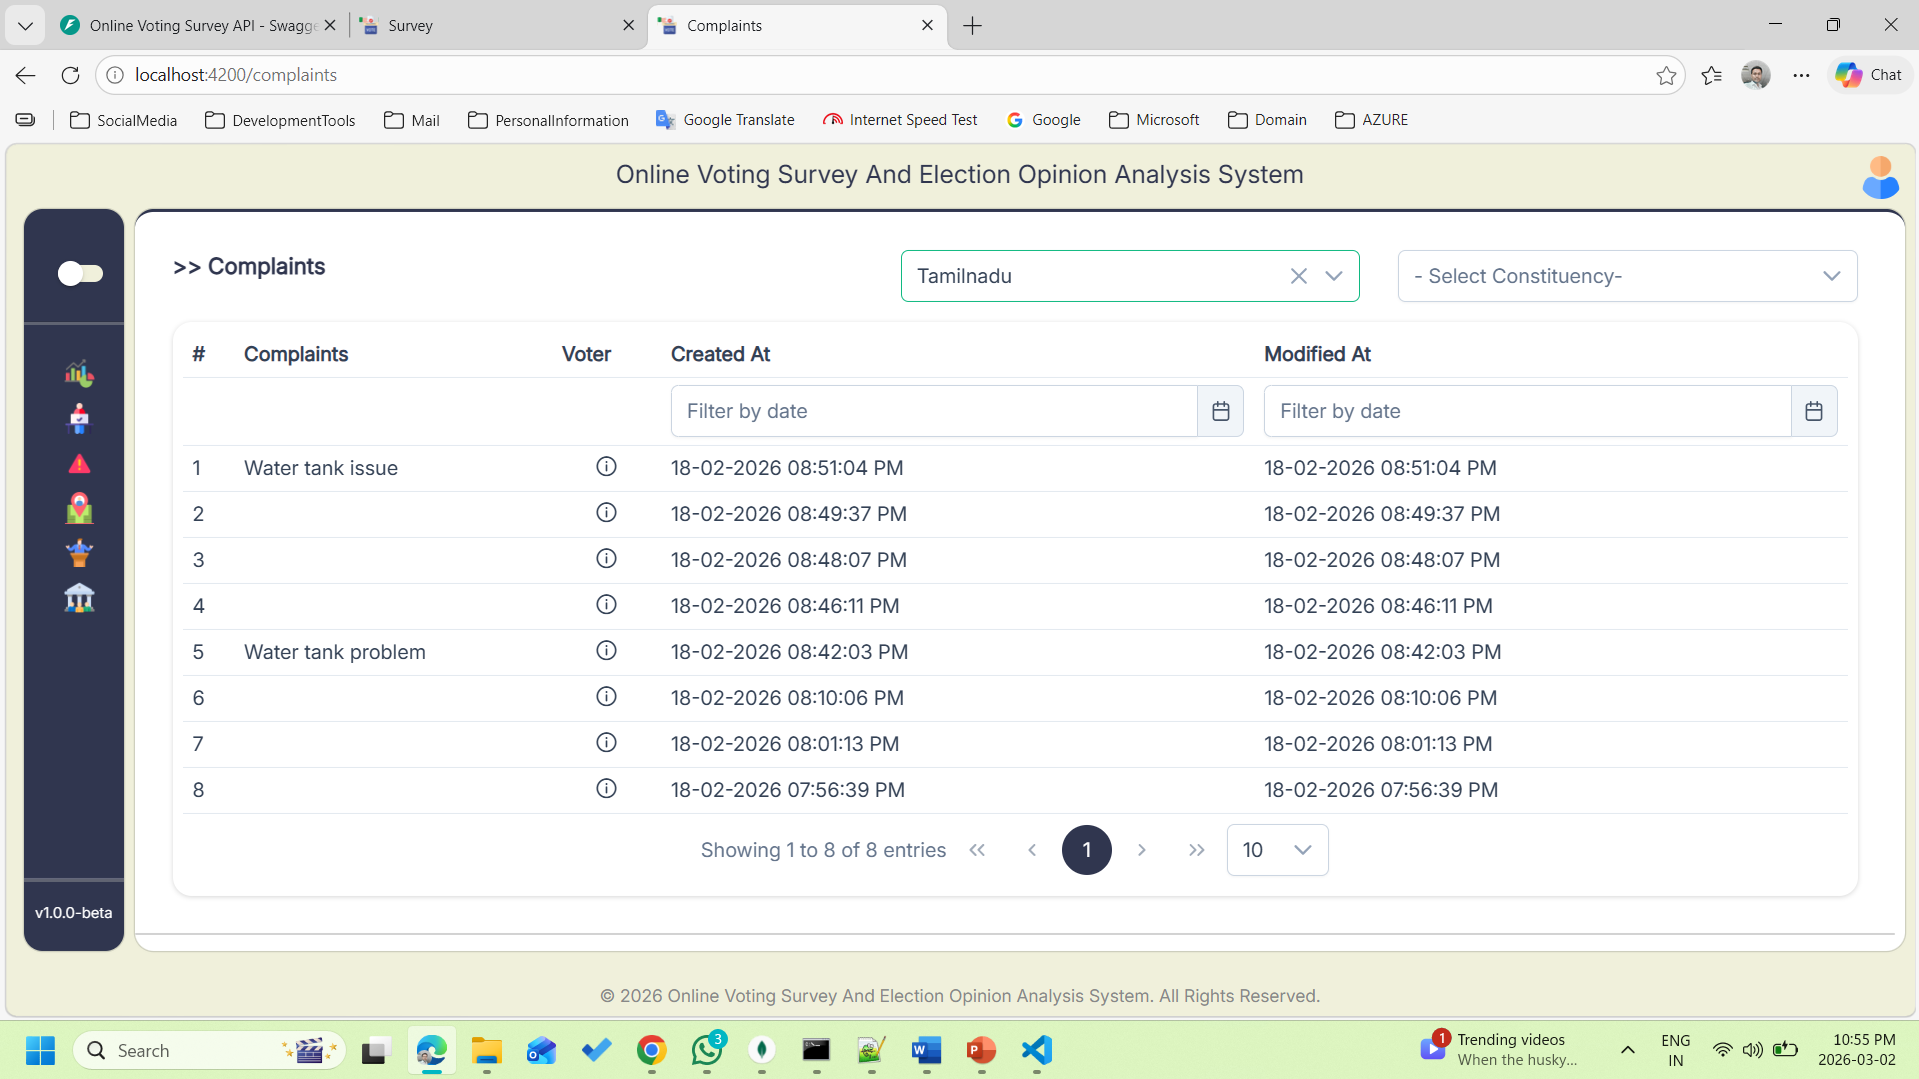 Online Voting Survey API - Swagge
Survey
Complaints
localhost:4200/complaints
Chat
SocialMedia
DevelopmentTools
Mail
PersonalInformation
Google Translate
Internet Speed Test
Google
Microsoft
Domain
AZURE
Online Voting Survey And Election Opinion Analysis System
>> Complaints
Tamilnadu
- Select Constituency-
# Complaints Voter Created At Modified At
Filter by date Filter by date
1 Water tank issue 18-02-2026 08:51:04 PM 18-02-2026 08:51:04 PM
2 18-02-2026 08:49:37 PM 18-02-2026 08:49:37 PM
3 18-02-2026 08:48:07 PM 18-02-2026 08:48:07 PM
4 18-02-2026 08:46:11 PM 18-02-2026 08:46:11 PM
5 Water tank problem 18-02-2026 08:42:03 PM 18-02-2026 08:42:03 PM
6 18-02-2026 08:10:06 PM 18-02-2026 08:10:06 PM
7 18-02-2026 08:01:13 PM 18-02-2026 08:01:13 PM
8 18-02-2026 07:56:39 PM 18-02-2026 07:56:39 PM
Showing 1 to 8 of 8 entries
1
10
v1.0.0-beta
© 2026 Online Voting Survey And Election Opinion Analysis System. All Rights Reserved.
Search
3
1
Trending videos
When the husky...
ENG
IN
10:55 PM
2026-03-02